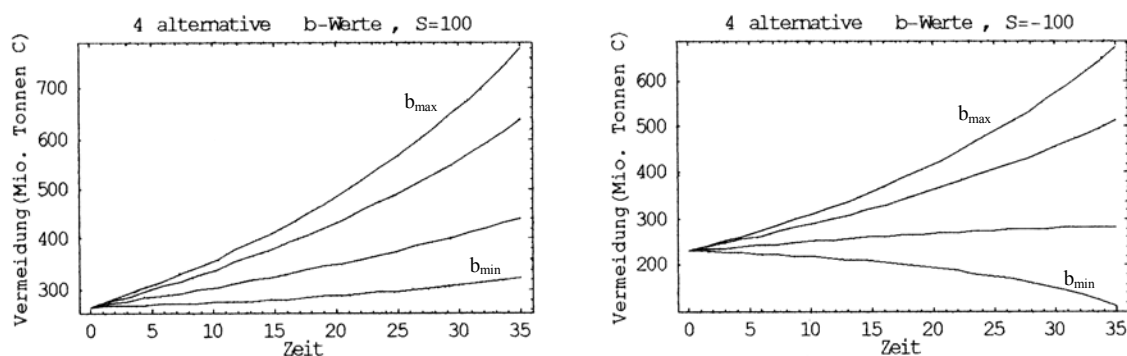 4 alternative b-Werte , S=100
Vermeidung(Mio. Tonnen C)
700
600
500
400
300
b_max
b_min
0 5 10 15 20 25 30 35
Zeit
4 alternative b-Werte , S=-100
Vermeidung(Mio. Tonnen C)
600
500
400
300
200
b_max
b_min
0 5 10 15 20 25 30 35
Zeit